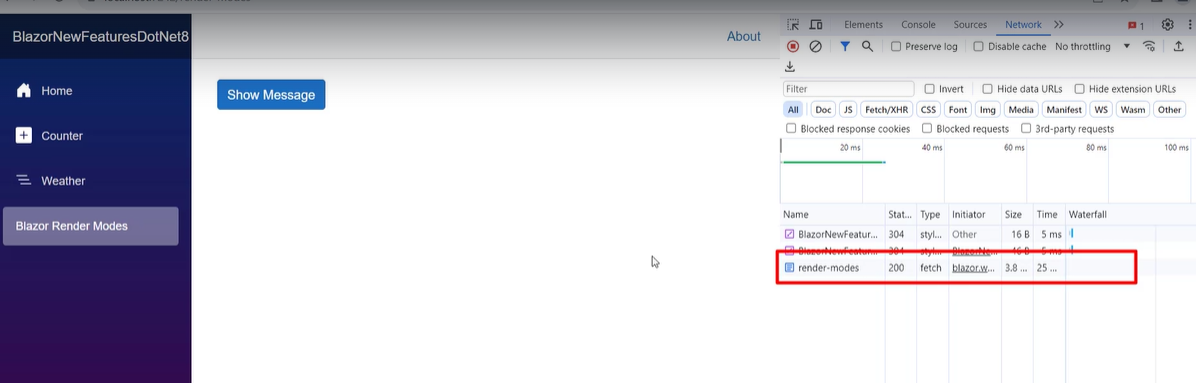 BlazorNewFeaturesDotNet8
Home
Counter
Weather
Blazor Render Modes
About
Show Message
Elements Console Sources Network 1
Preserve log Disable cache No throttling
Filter Invert Hide data URLs Hide extension URLs
All Doc JS Fetch/XHR CSS Font Img Media Manifest WS Wasm Other
Blocked response cookies Blocked requests 3rd-party requests
20 ms 40 ms 60 ms 80 ms 100 ms
Name Stat... Type Initiator Size Time Waterfall
BlazorNewFeatur... 304 styl... Other 16 B 5 ms
BlazorNewFeatur... 304 styl... BlazorNe... 16 B 5 ms
render-modes 200 fetch blazor.w... 3.8 ... 25 ...